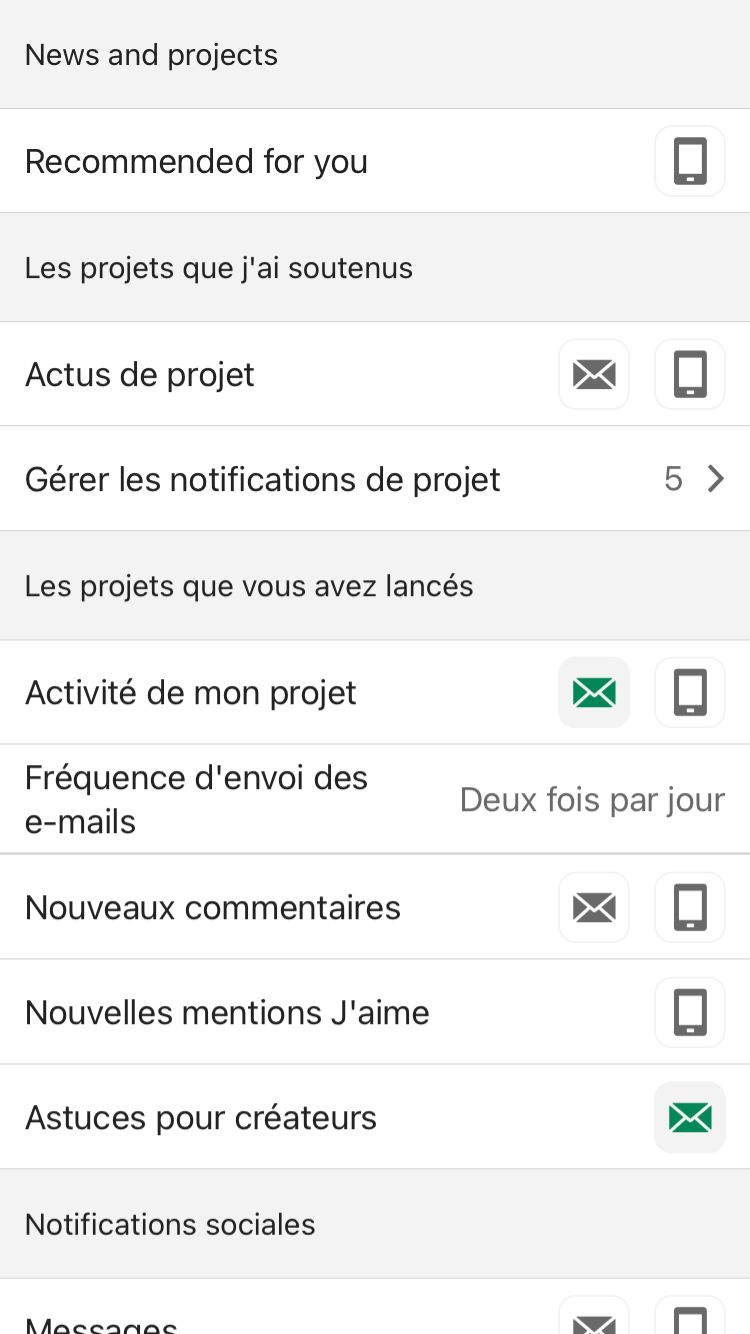 News and projects
Recommended for you
Les projets que j'ai soutenus
Actus de projet
Gérer les notifications de projet 5
Les projets que vous avez lancés
Activité de mon projet
Fréquence d'envoi des
e-mails
Deux fois par jour
Nouveaux commentaires
Nouvelles mentions J'aime
Astuces pour créateurs
Notifications sociales
Messages